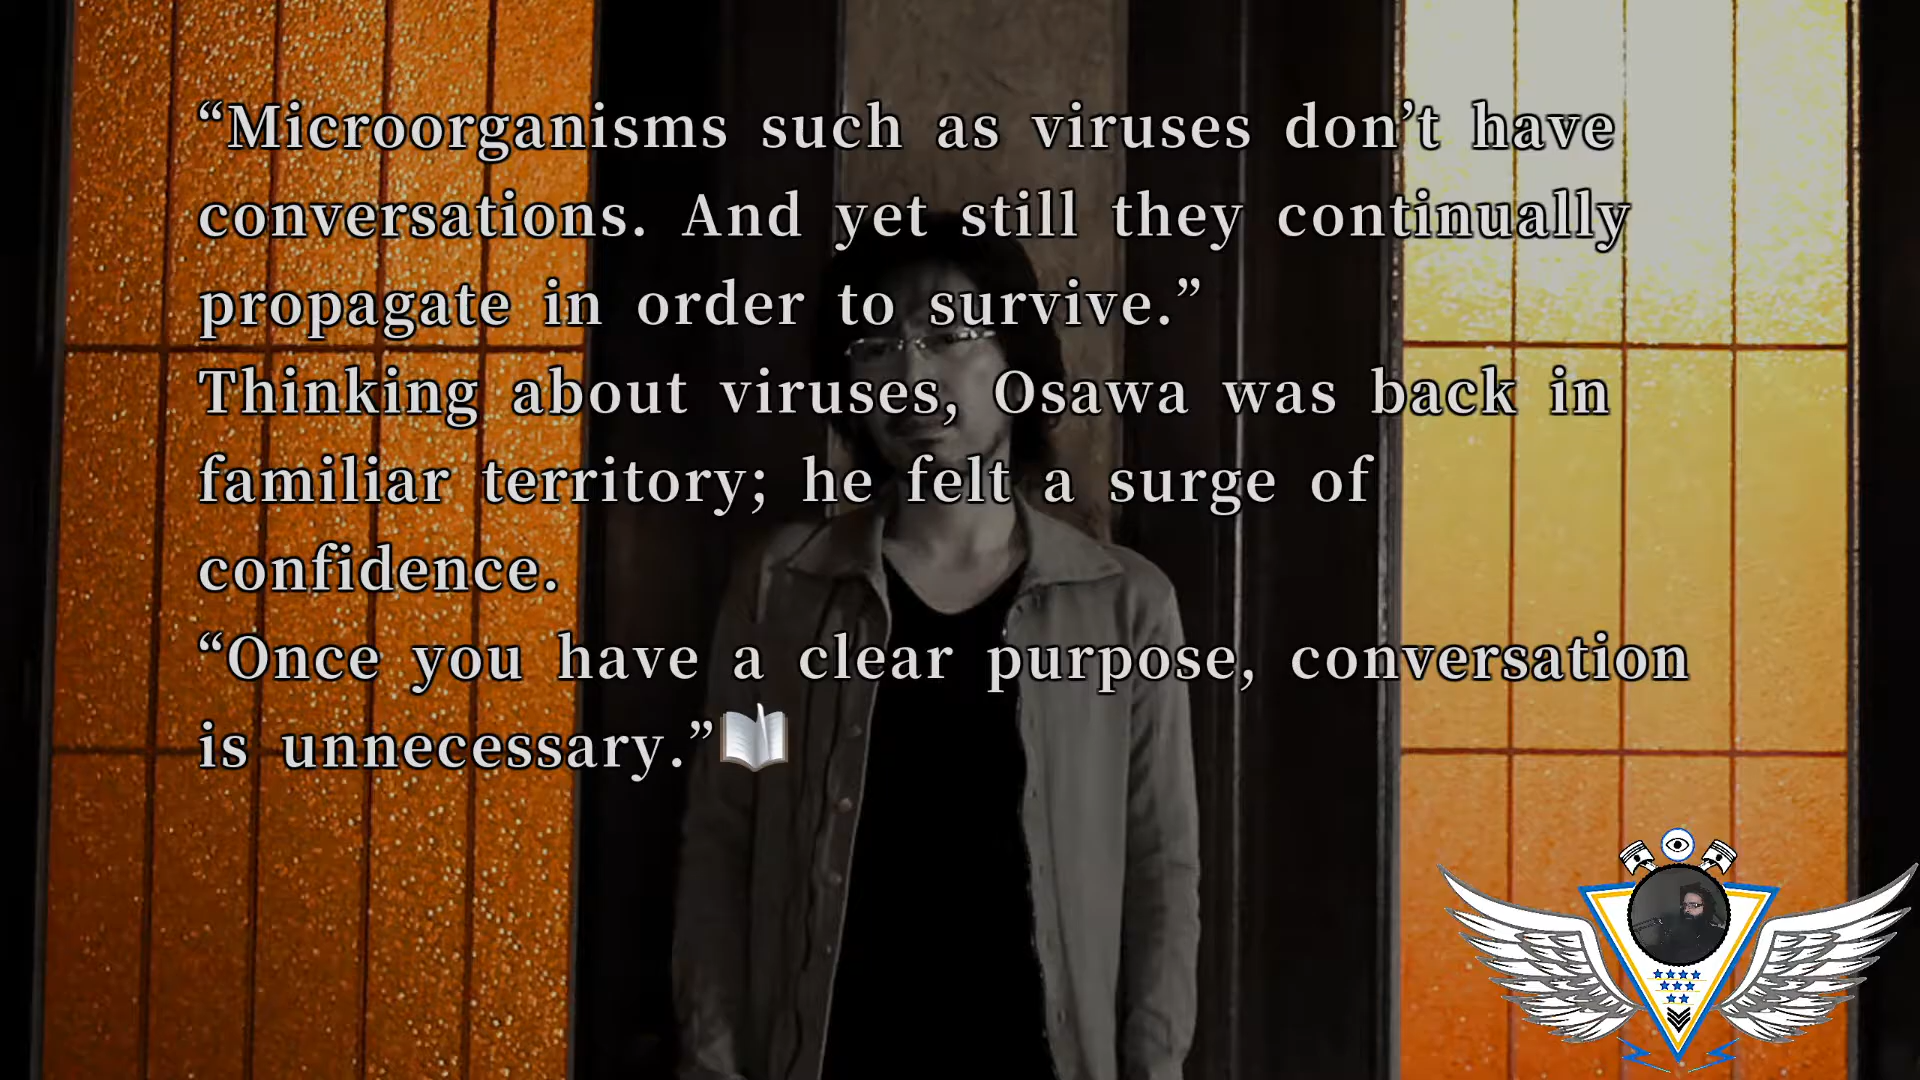 “Microorganisms such as viruses don’t have
conversations. And yet still they continually
propagate in order to survive.”
Thinking about viruses, Osawa was back in
familiar territory; he felt a surge of
confidence.
“Once you have a clear purpose, conversation
is unnecessary.”